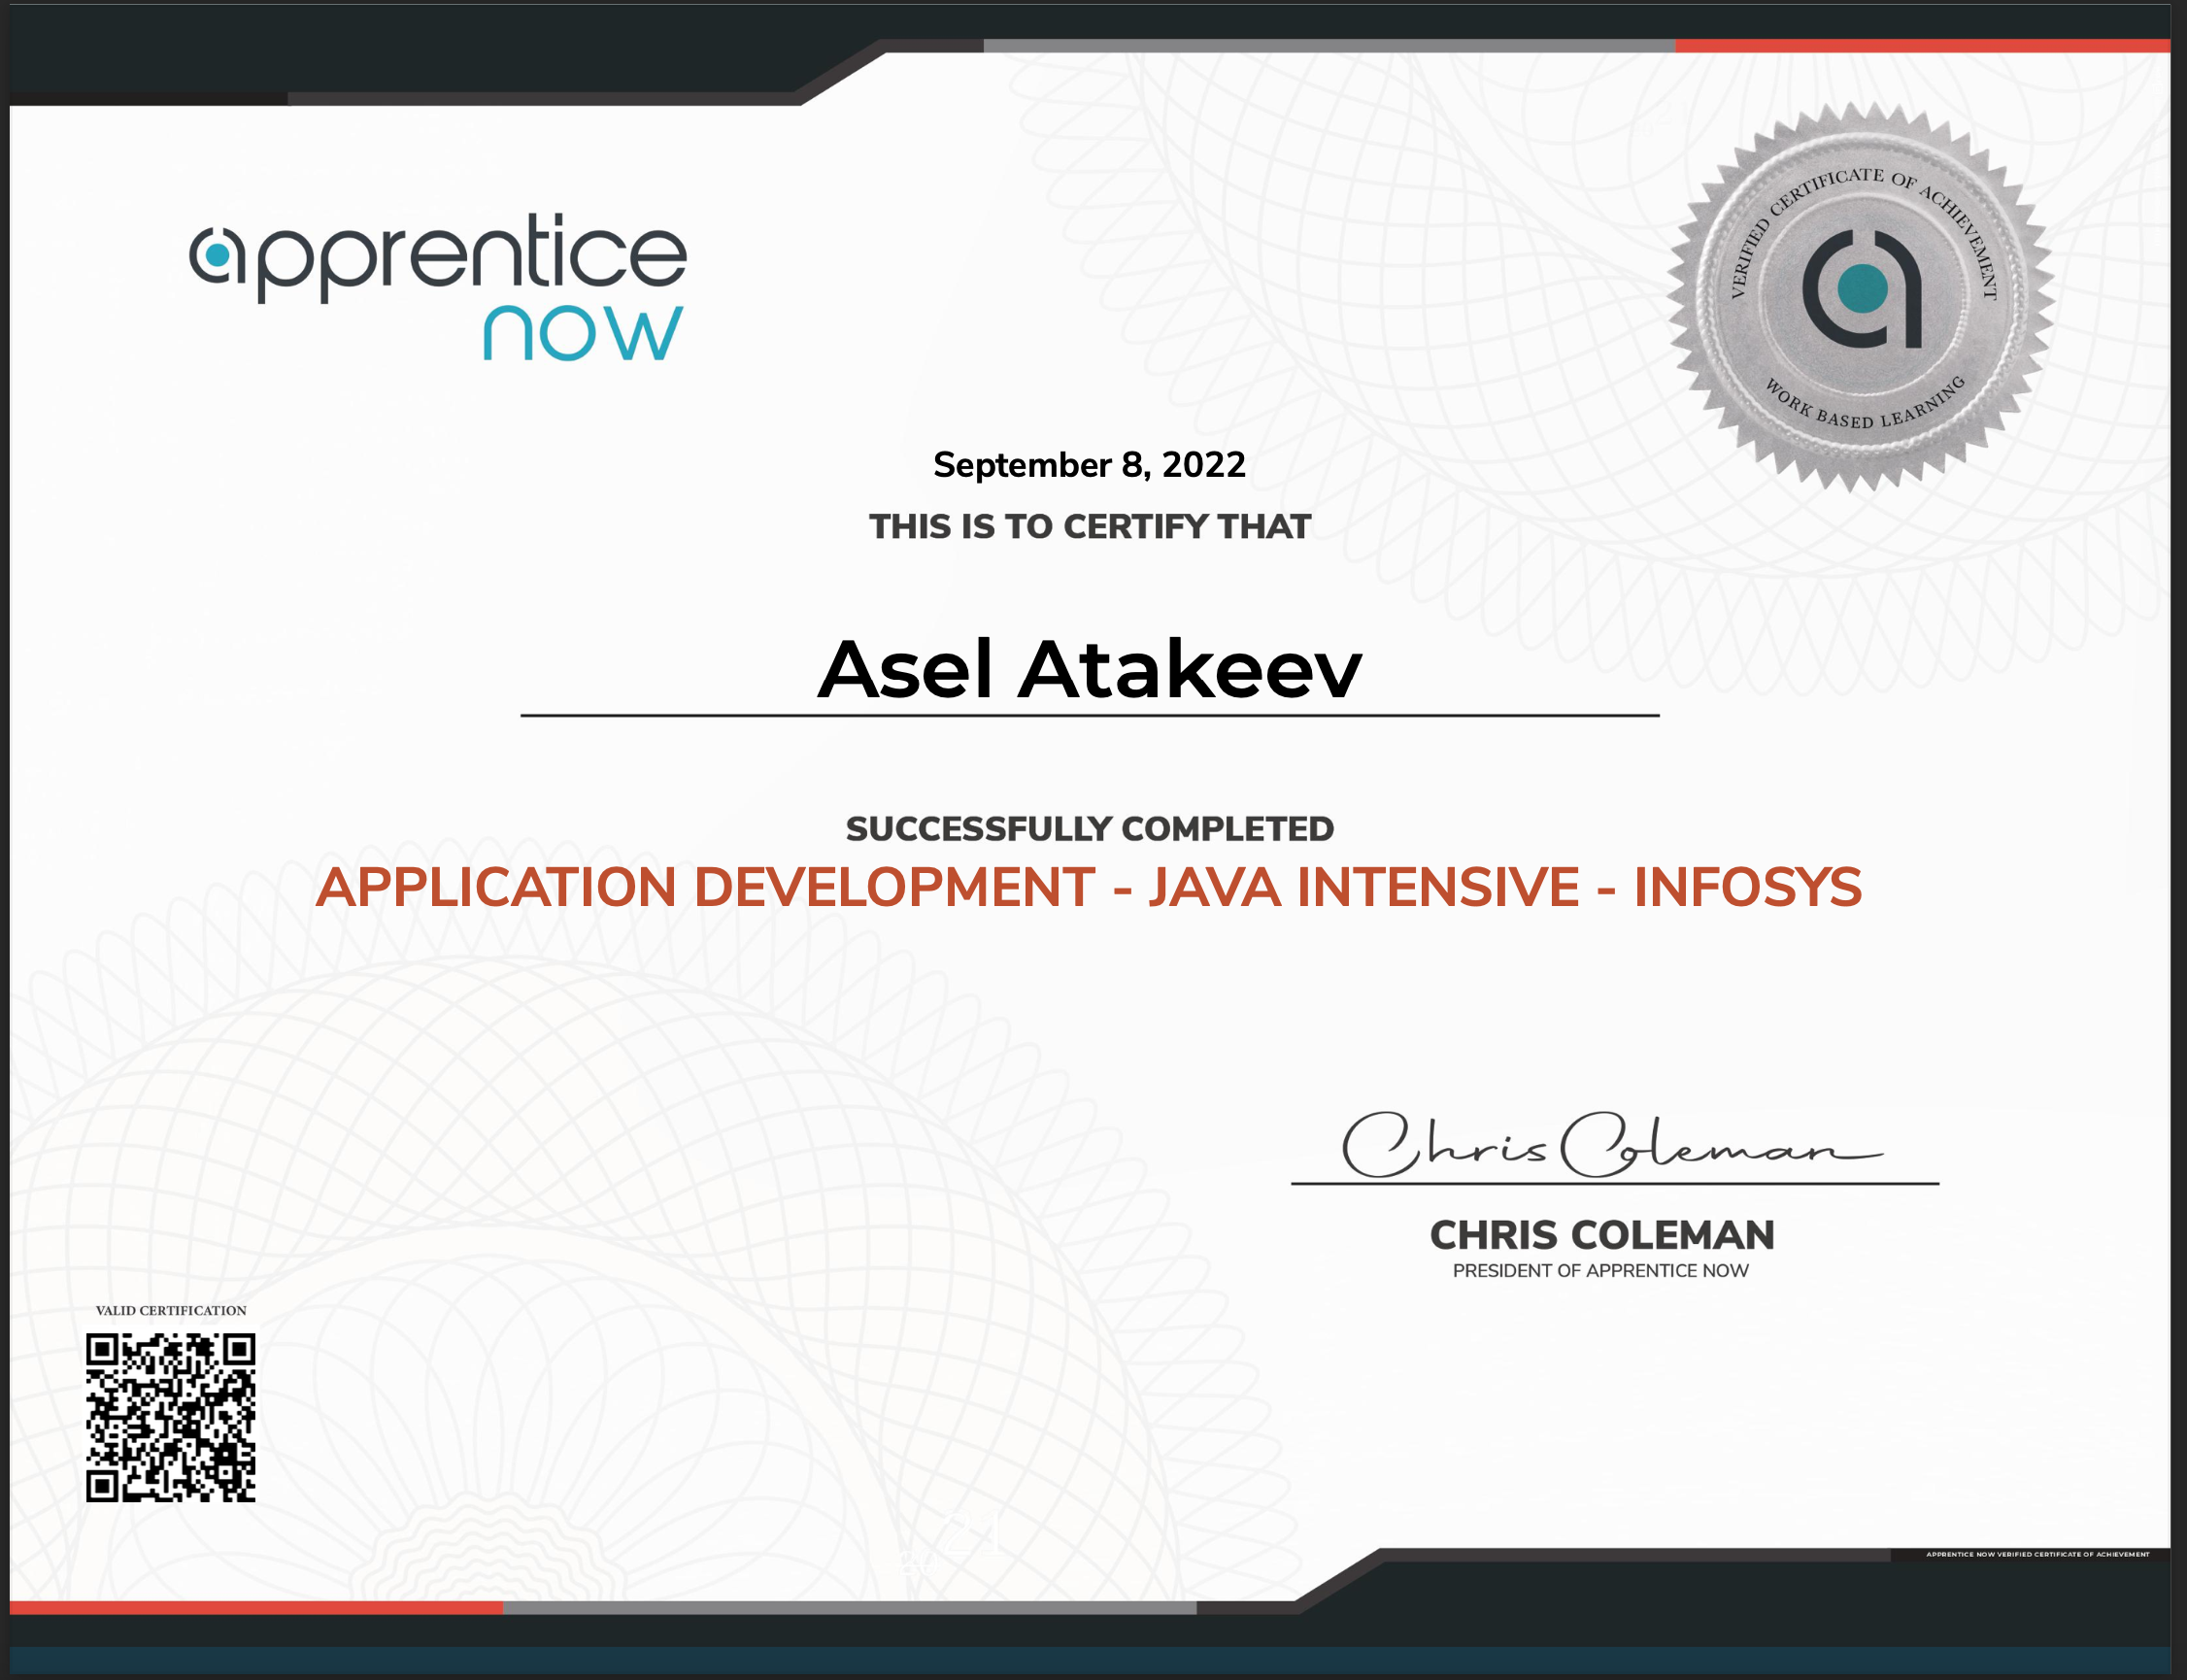 apprentice
now
VERIFIED CERTIFICATE OF ACHIEVEMENT
WORK BASED LEARNING
September 8, 2022
THIS IS TO CERTIFY THAT
Asel Atakeev
SUCCESSFULLY COMPLETED
APPLICATION DEVELOPMENT - JAVA INTENSIVE - INFOSYS
Chris Coleman
CHRIS COLEMAN
PRESIDENT OF APPRENTICE NOW
VALID CERTIFICATION
APPRENTICE NOW VERIFIED CERTIFICATE OF ACHIEVEMENT